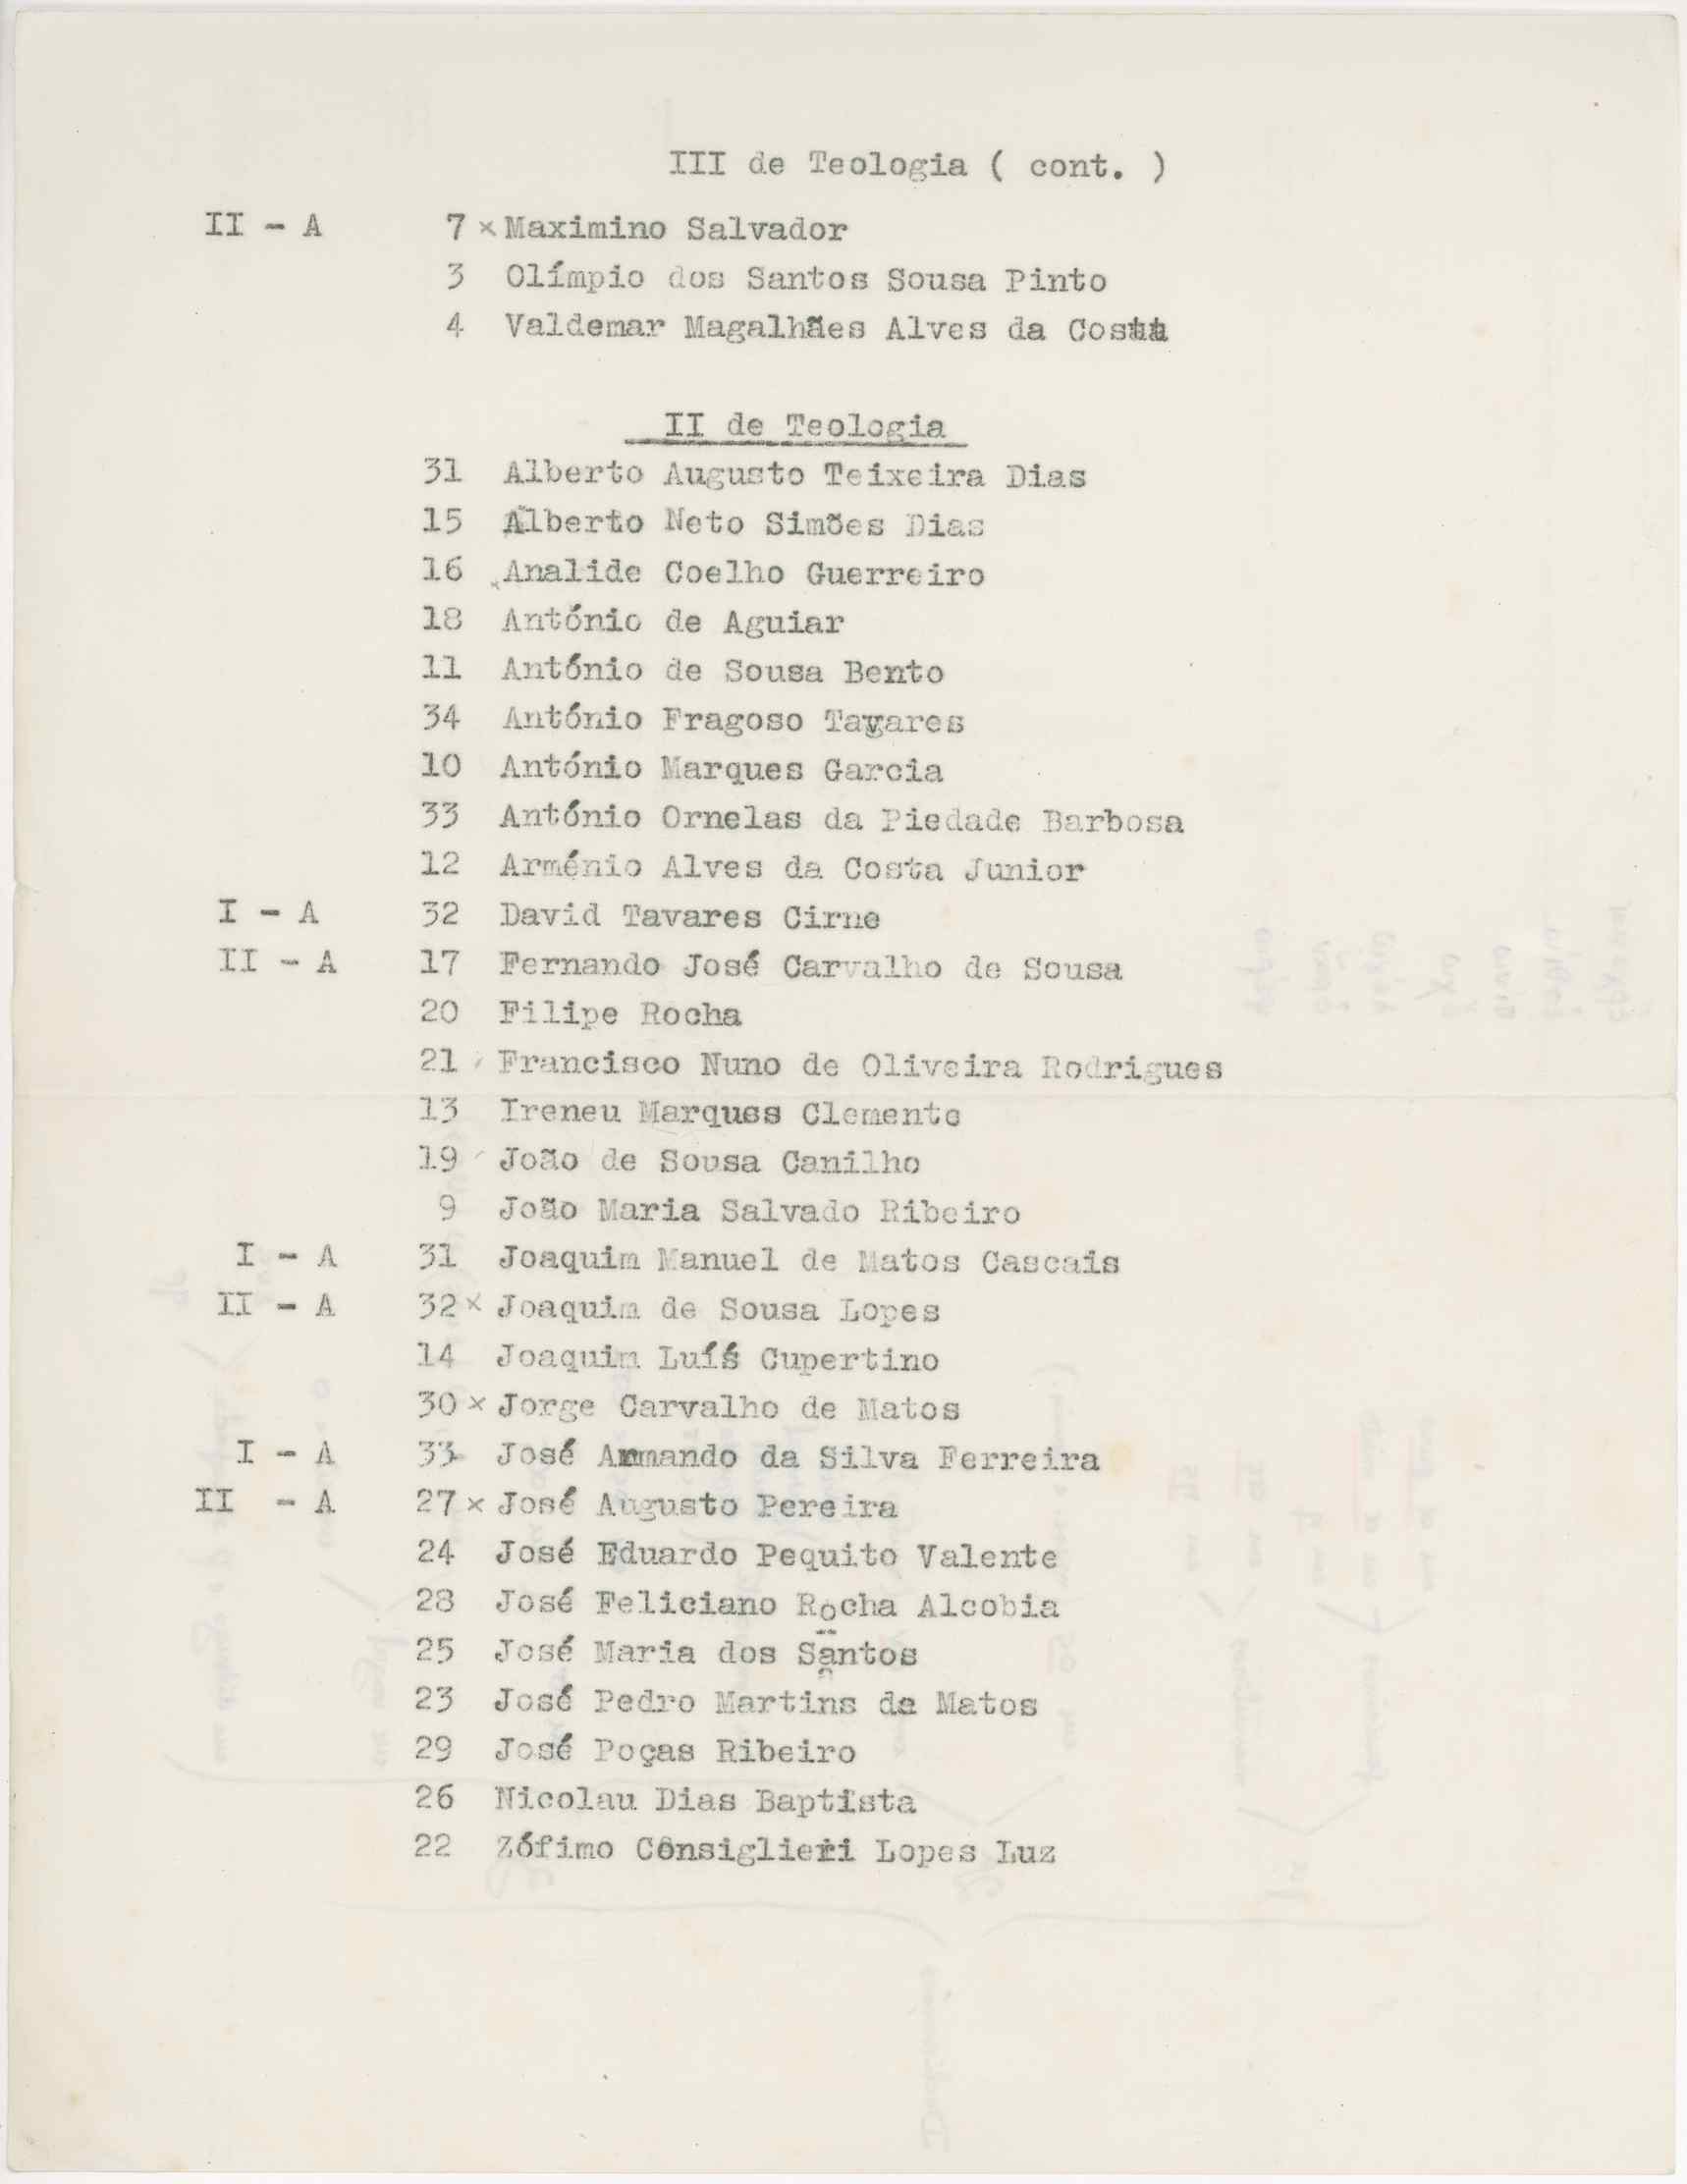 III de Teologia ( cont. )
II - A 7 × Maximino Salvador
3 Olímpio dos Santos Sousa Pinto
4 Valdemar Magalhães Alves da Costa
II de Teologia
31 Alberto Augusto Teixeira Dias
15 Alberto Neto Simões Dias
16 Analide Coelho Guerreiro
18 António de Aguiar
11 António de Sousa Bento
34 António Fragoso Tavares
10 António Marques Garcia
33 António Ornelas da Piedade Barbosa
12 Arménio Alves da Costa Junior
I - A 32 David Tavares Cirne
II - A 17 Fernando José Carvalho de Sousa
20 Filipe Rocha
21 Francisco Nuno de Oliveira Rodrigues
13 Ireneu Marques Clemente
19 João de Sousa Canilho
9 João Maria Salvado Ribeiro
I - A 31 Joaquim Manuel de Matos Cascais
II - A 32 × Joaquim de Sousa Lopes
14 Joaquim Luís Cupertino
30 × Jorge Carvalho de Matos
I - A 33 José Armando da Silva Ferreira
II - A 27 × José Augusto Pereira
24 José Eduardo Pequito Valente
28 José Feliciano Rocha Alcobia
25 José Maria dos Santos
23 José Pedro Martins de Matos
29 José Poças Ribeiro
26 Nicolau Dias Baptista
22 Zófimo Consiglieri Lopes Luz